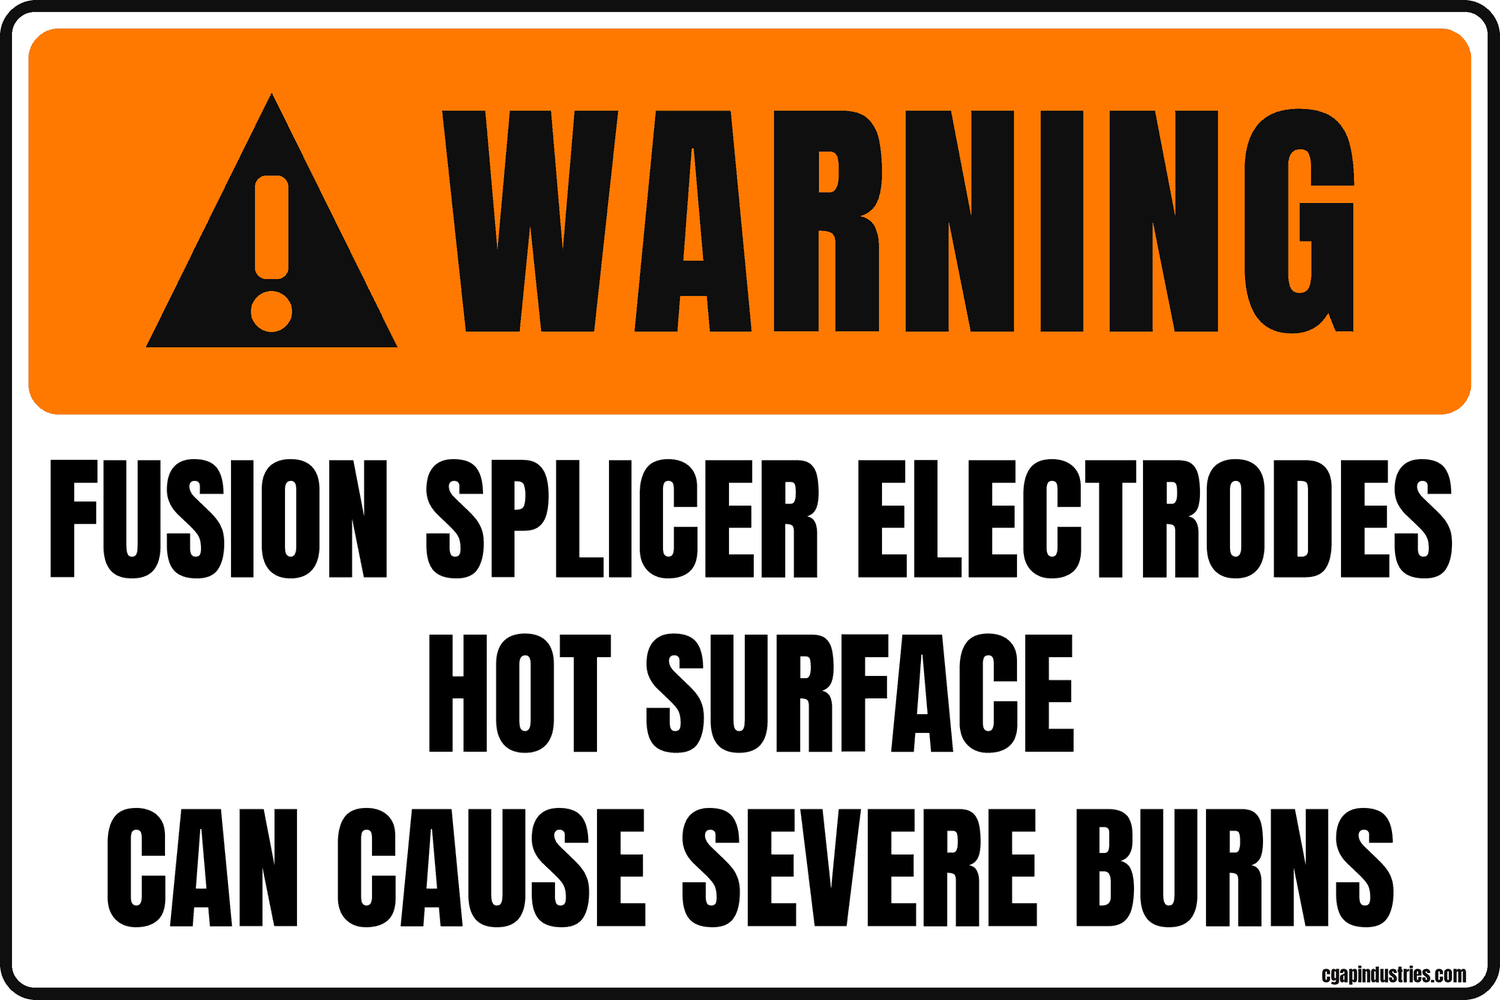 WARNING
FUSION SPLICER ELECTRODES
HOT SURFACE
CAN CAUSE SEVERE BURNS
cgapindustries.com